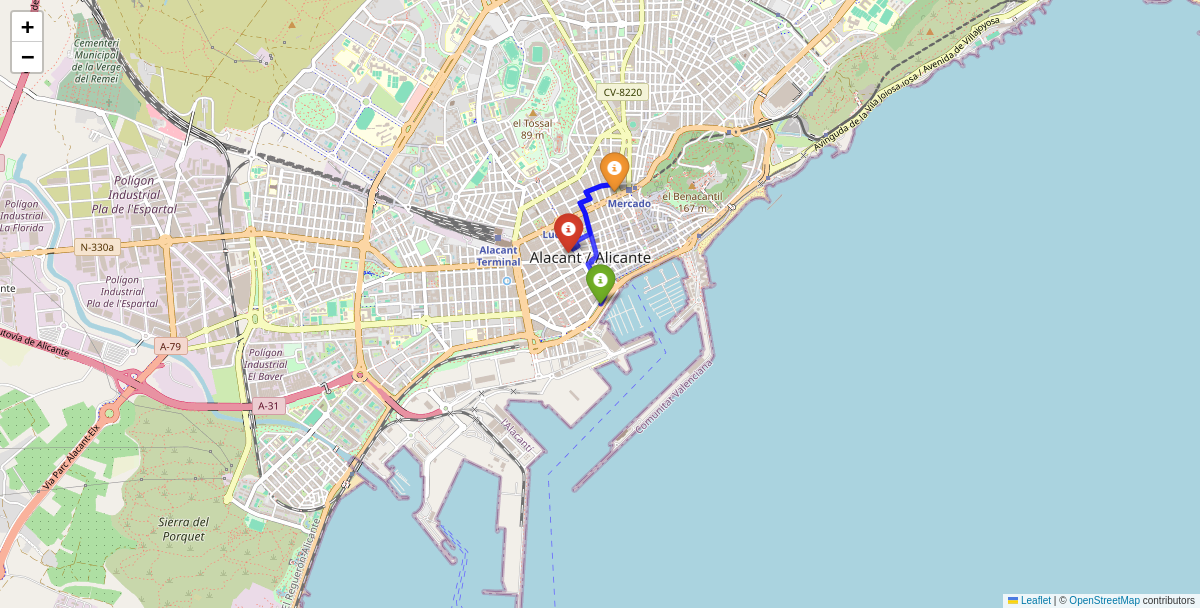 +
−
Cementeri
Municipal
de la Verge
del Remei
CV-8220
el Tossal
89 m
Avinguda de la Vila Joiosa
Avenida de Villajoyosa
Polígon
Industrial
Pla de l'Espartal
Polígon
Industrial
La Florida
el Benacantil
167 m
Mercado
N-330a
Alacant
Terminal
Alacant / Alicante
Polígon
Industrial
Pla de l'Espartal
A-79
Polígon
Industrial
El Baver
A-31
l'Alacantí
Comunitat Valenciana
Via Parc Alacant-Elx
Sierra del
Porquet
El Reguerón-Alicante
Leaflet | © OpenStreetMap contributors